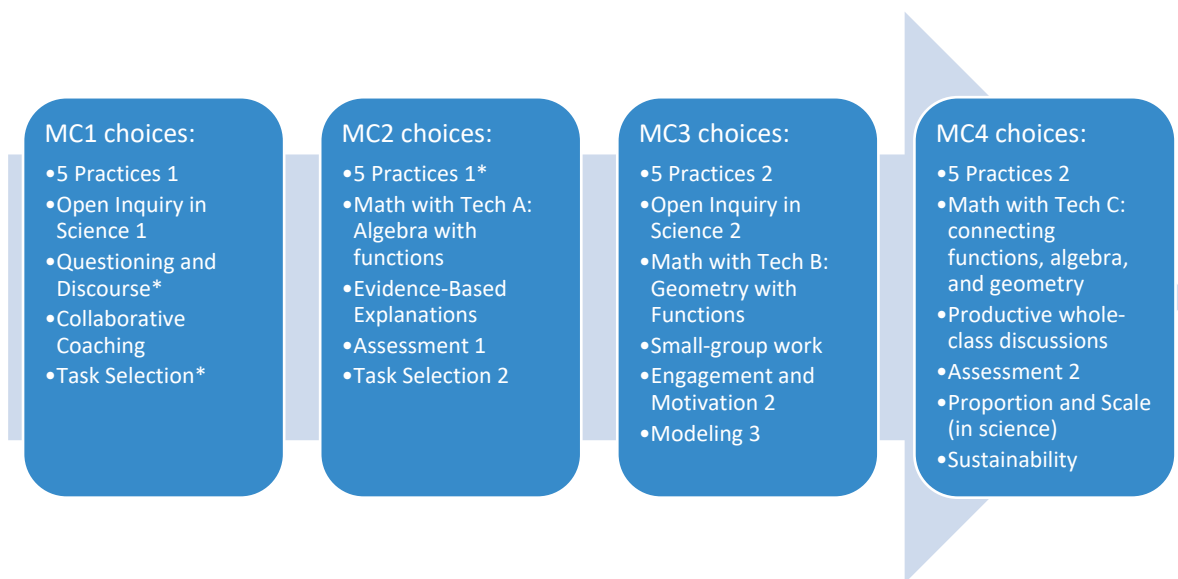 MC1 choices:
•5 Practices 1
•Open Inquiry in
Science 1
•Questioning and
Discourse*
•Collaborative
Coaching
•Task Selection*
MC2 choices:
•5 Practices 1*
•Math with Tech A:
Algebra with
functions
•Evidence-Based
Explanations
•Assessment 1
•Task Selection 2
MC3 choices:
•5 Practices 2
•Open Inquiry in
Science 2
•Math with Tech B:
Geometry with
Functions
•Small-group work
•Engagement and
Motivation 2
•Modeling 3
MC4 choices:
•5 Practices 2
•Math with Tech C:
connecting
functions, algebra,
and geometry
•Productive whole-
class discussions
•Assessment 2
•Proportion and Scale
(in science)
•Sustainability